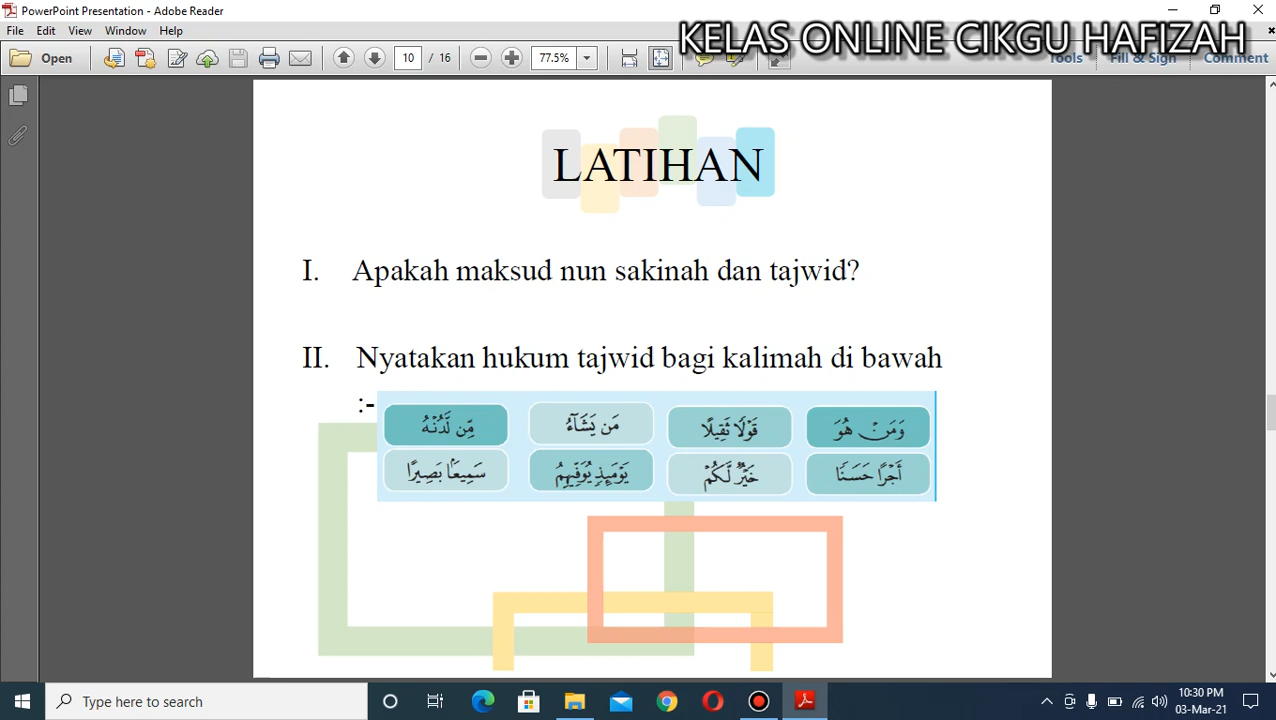 PowerPoint Presentation - Adobe Reader
File Edit View Window Help
KELAS ONLINE CIKGU HAFIZAH
Open 10 / 16 77.5% Tools Fill & Sign Comment
LATIHAN
I. Apakah maksud nun sakinah dan tajwid?
II. Nyatakan hukum tajwid bagi kalimah di bawah
:-
وَمَنۡ هُوَ قَوۡلٗا ثَقِيلًا مَن يَشَآءُ مِّن لَّدُنۡهُ
أَجۡرًا حَسَنٗا خَيۡرٞ لَّكُمۡ يَوۡمَئِذٖ يُوَفِّيهِمُ سَمِيعَۢا بَصِيرٗا
Type here to search
10:30 PM
03-Mar-21